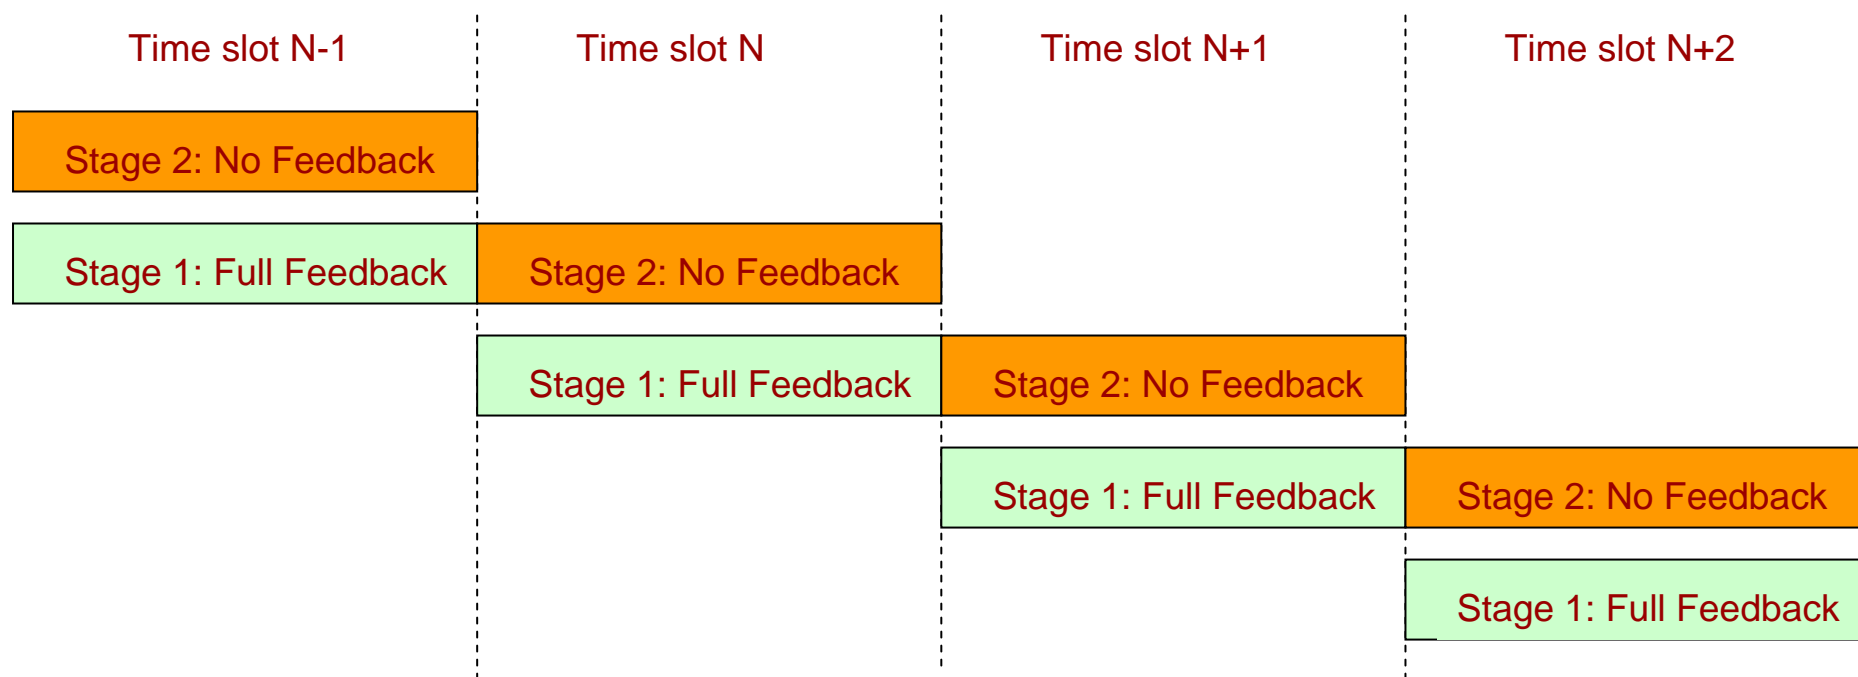 Time slot N-1
Time slot N
Time slot N+1
Time slot N+2
Stage 2: No Feedback
Stage 1: Full Feedback
Stage 2: No Feedback
Stage 1: Full Feedback
Stage 2: No Feedback
Stage 1: Full Feedback
Stage 2: No Feedback
Stage 1: Full Feedback